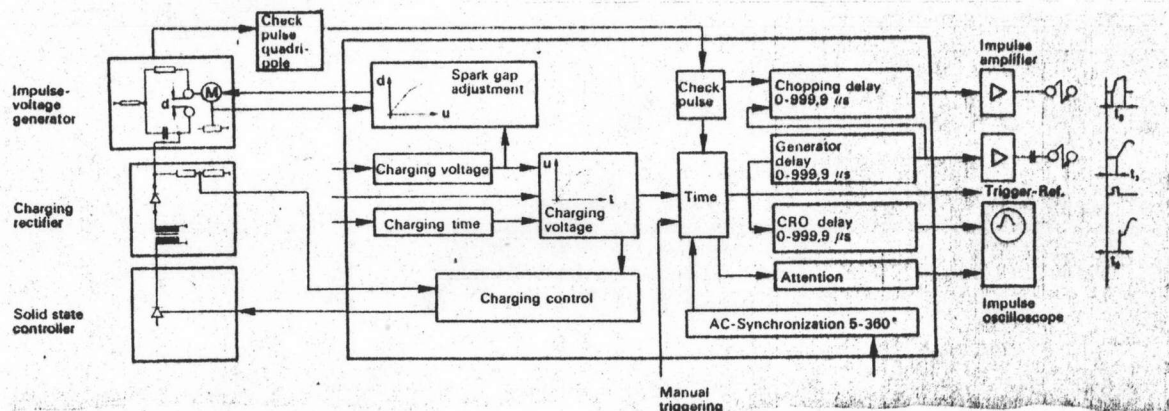 Check
pulse
quadri-
pole
Impulse-
voltage
generator
d
M
d
u
Spark gap
adjustment
Check-
pulse
Chopping delay
0-999,9 µs
Impulse
amplifier
Charging voltage
u
t
Charging
voltage
Time
Generator
delay
0-999,9 µs
Trigger-Ref.
Charging
rectifier
Charging time
CRO delay
0-999,9 µs
Attention
Charging control
Solid state
controller
AC-Synchronization 5-360°
Impulse
oscilloscope
Manual
triggering